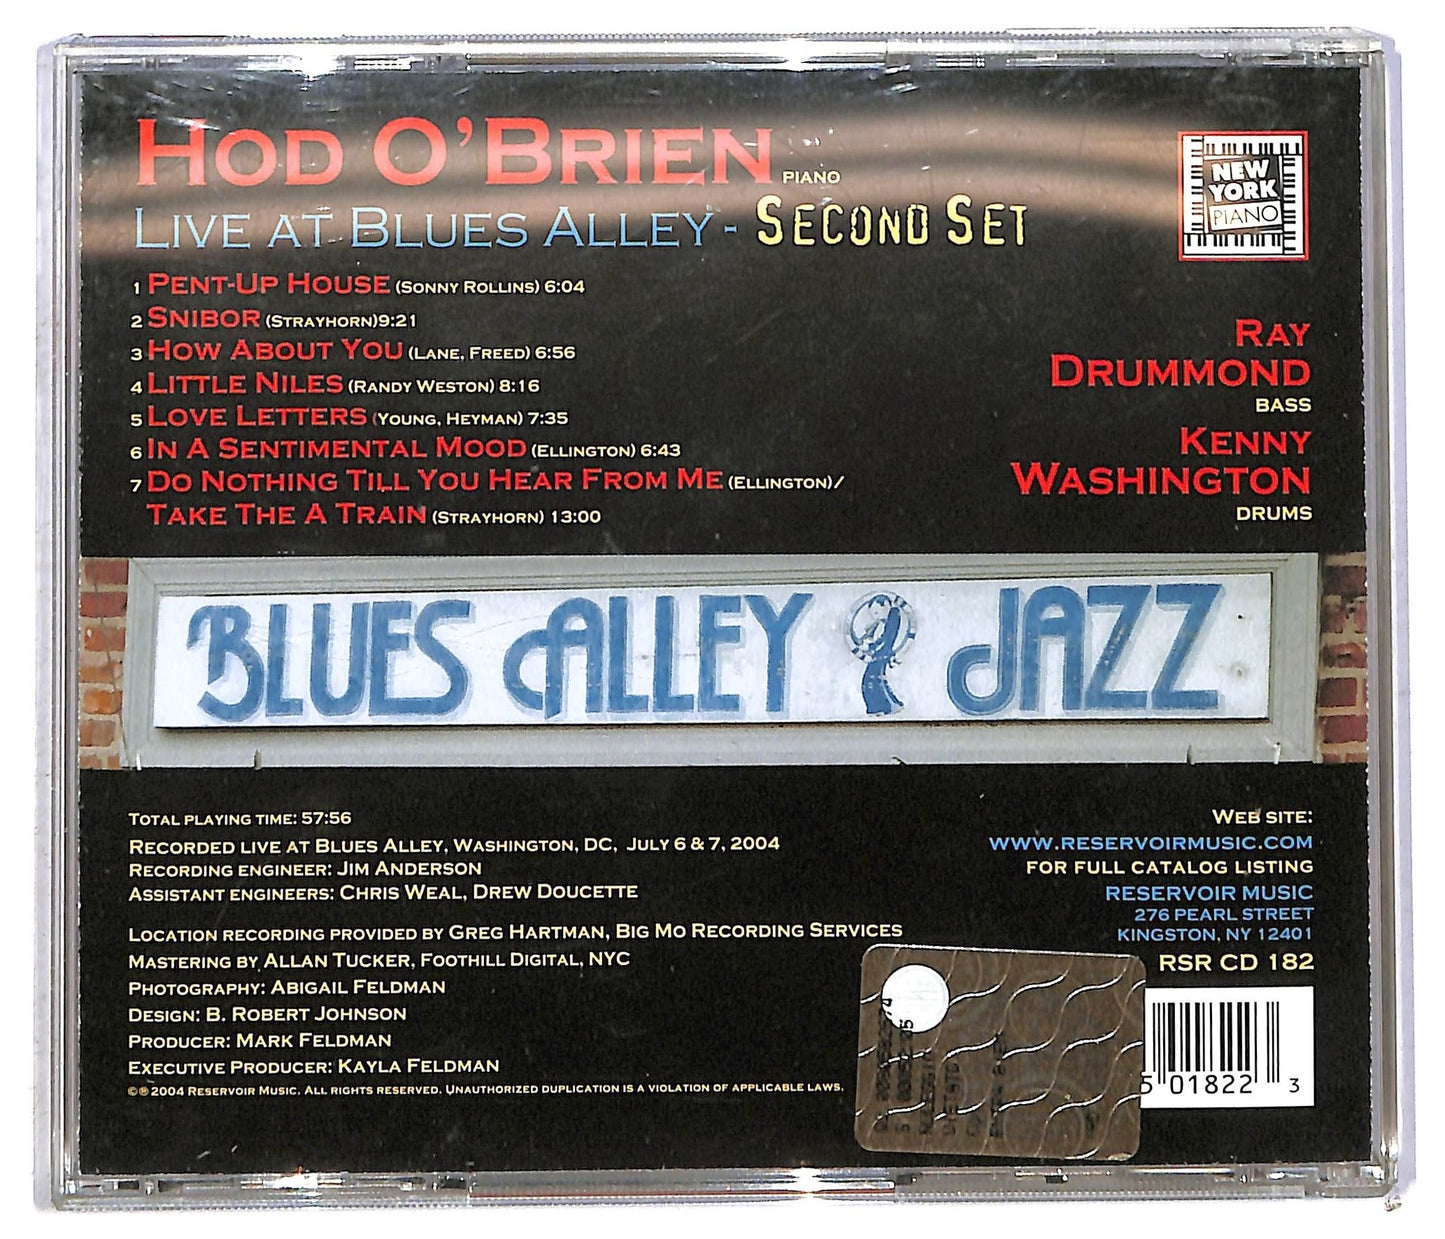 HOD O'BRIEN PIANO
LIVE AT BLUES ALLEY - SECOND SET
NEW
YORK
PIANO
1 PENT-UP HOUSE (SONNY ROLLINS) 6:04
2 SNIBOR (STRAYHORN)9:21
3 HOW ABOUT YOU (LANE, FREED) 6:56
4 LITTLE NILES (RANDY WESTON) 8:16
5 LOVE LETTERS (YOUNG, HEYMAN) 7:35
6 IN A SENTIMENTAL MOOD (ELLINGTON) 6:43
7 DO NOTHING TILL YOU HEAR FROM ME (ELLINGTON)/
TAKE THE A TRAIN (STRAYHORN) 13:00
RAY
DRUMMOND
BASS
KENNY
WASHINGTON
DRUMS
BLUES ALLEY JAZZ
TOTAL PLAYING TIME: 57:56
RECORDED LIVE AT BLUES ALLEY, WASHINGTON, DC, JULY 6 & 7, 2004
RECORDING ENGINEER: JIM ANDERSON
ASSISTANT ENGINEERS: CHRIS WEAL, DREW DOUCETTE
LOCATION RECORDING PROVIDED BY GREG HARTMAN, BIG MO RECORDING SERVICES
MASTERING BY ALLAN TUCKER, FOOTHILL DIGITAL, NYC
PHOTOGRAPHY: ABIGAIL FELDMAN
DESIGN: B. ROBERT JOHNSON
PRODUCER: MARK FELDMAN
EXECUTIVE PRODUCER: KAYLA FELDMAN
©℗ 2004 RESERVOIR MUSIC. ALL RIGHTS RESERVED. UNAUTHORIZED DUPLICATION IS A VIOLATION OF APPLICABLE LAWS.
WEB SITE:
WWW.RESERVOIRMUSIC.COM
FOR FULL CATALOG LISTING
RESERVOIR MUSIC
276 PEARL STREET
KINGSTON, NY 12401
RSR CD 182
5 01822 3